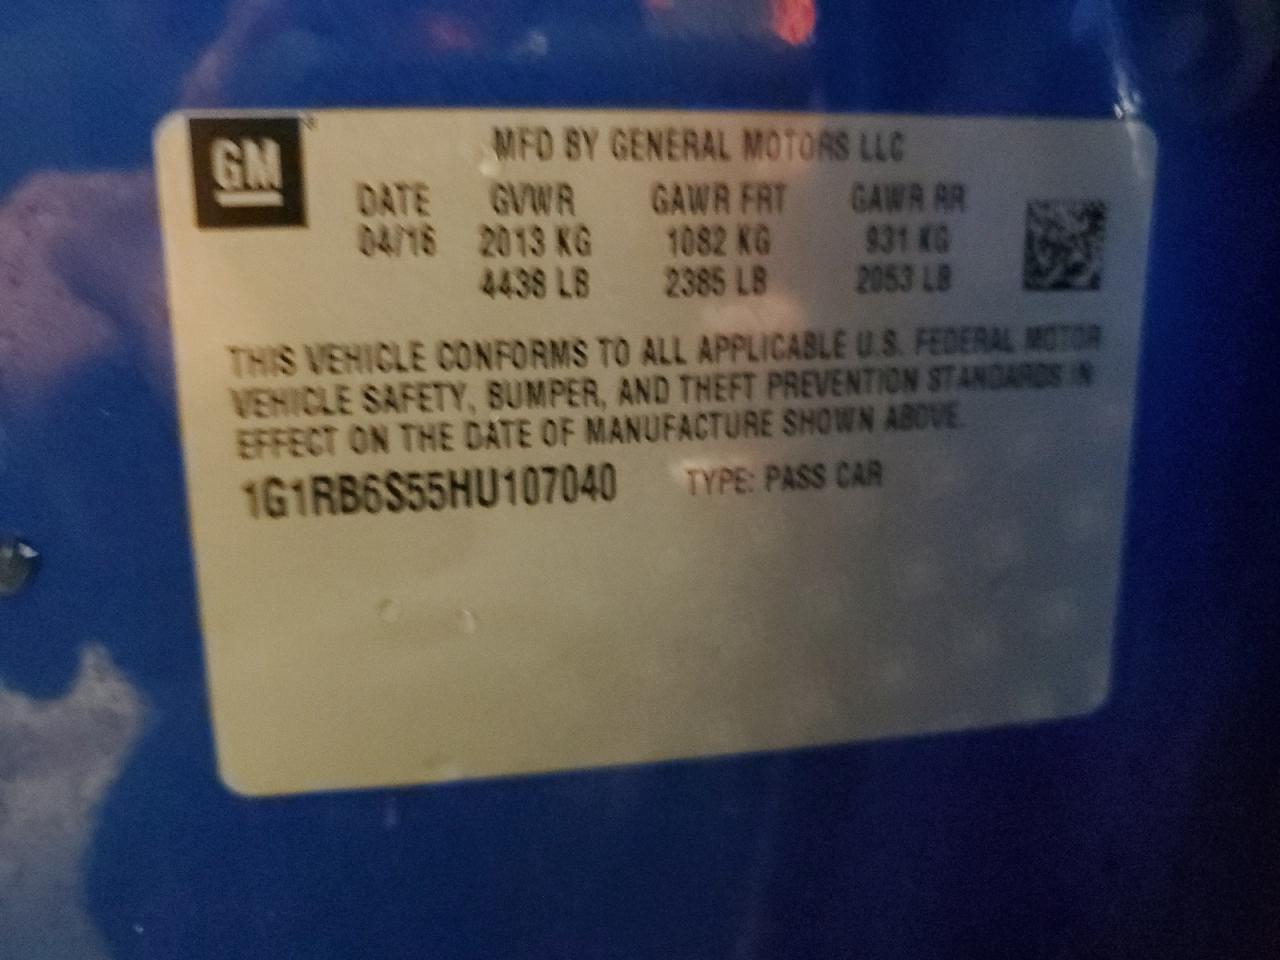 GM
MFD BY GENERAL MOTORS LLC
DATE GVWR GAWR FRT GAWR RR
04/16 2013 KG 1082 KG 931 KG
4438 LB 2385 LB 2053 LB
THIS VEHICLE CONFORMS TO ALL APPLICABLE U.S. FEDERAL MOTOR
VEHICLE SAFETY, BUMPER, AND THEFT PREVENTION STANDARDS IN
EFFECT ON THE DATE OF MANUFACTURE SHOWN ABOVE.
1G1RB6S55HU107040 TYPE: PASS CAR